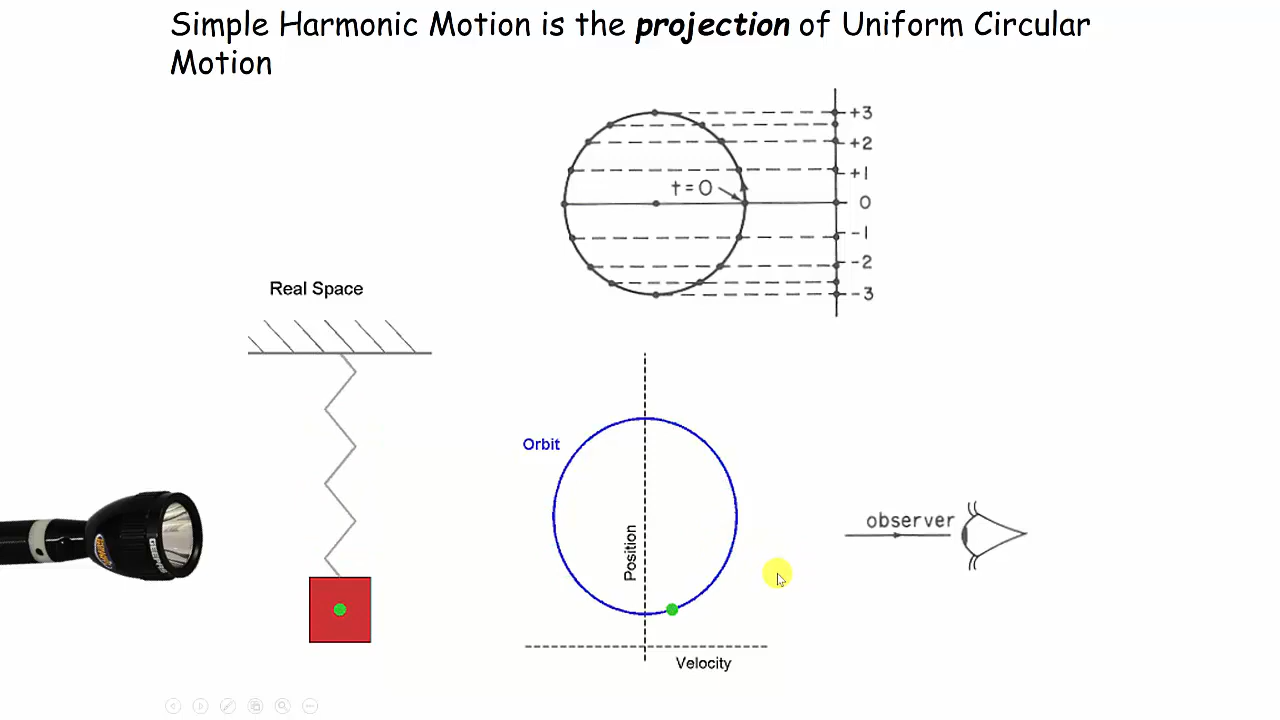 Simple Harmonic Motion is the projection of Uniform Circular
Motion
+3
+2
+1
t=0
0
-1
-2
-3
Real Space
Orbit
Position
observer
Velocity